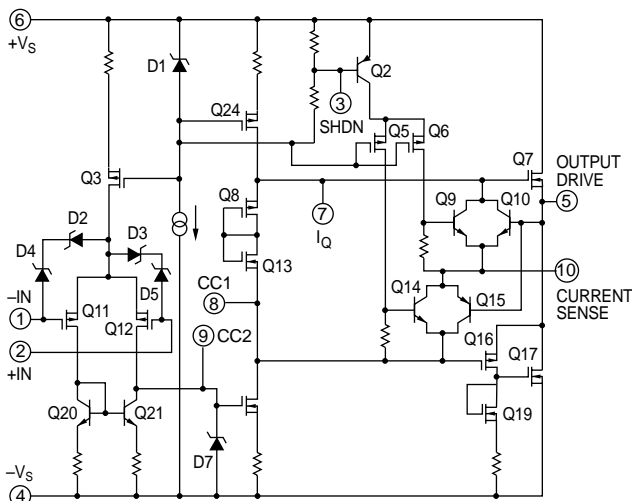 6
+VS
D1
Q2
3
SHDN
Q24
Q5
Q6
Q3
Q8
Q7
OUTPUT
DRIVE
5
D2
Q9
Q10
7
IQ
D4
D3
Q13
10
CURRENT
SENSE
–IN
1
Q11
D5
CC1
8
Q14
Q15
Q12
2
+IN
9
CC2
Q16
Q17
Q20
Q21
Q19
D7
–VS
4